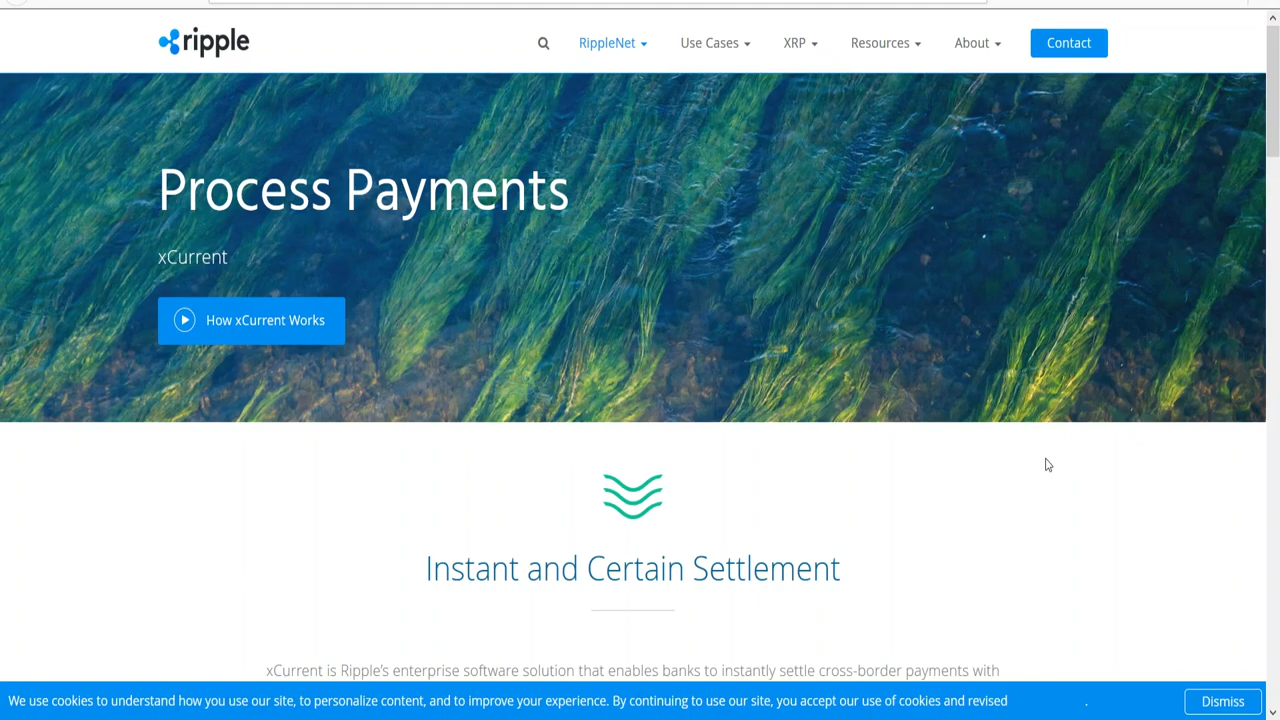 ripple
RippleNet
Use Cases
XRP
Resources
About
Contact
Process Payments
xCurrent
How xCurrent Works
Instant and Certain Settlement
xCurrent is Ripple’s enterprise software solution that enables banks to instantly settle cross-border payments with
We use cookies to understand how you use our site, to personalize content, and to improve your experience. By continuing to use our site, you accept our use of cookies and revised .
Dismiss